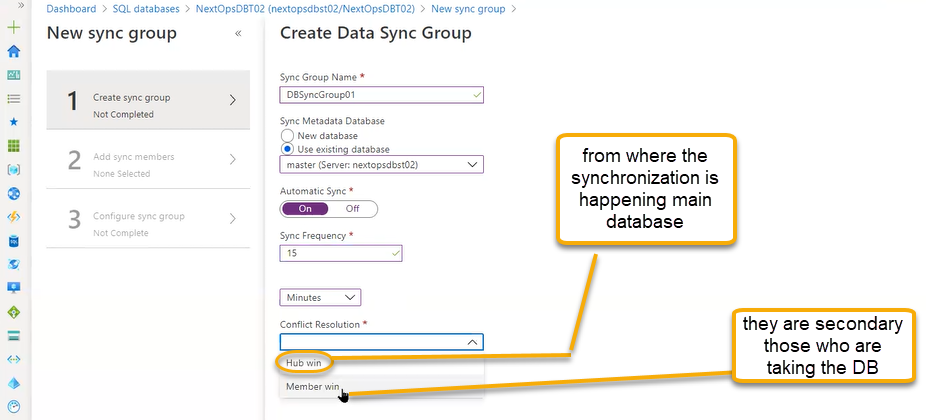 Dashboard > SQL databases > NextOpsDBT02 (nextopsdbst02/NextOpsDBT02) > New sync group >
New sync group «
1 Create sync group
Not Completed
2 Add sync members
None Selected
3 Configure sync group
Not Complete
Create Data Sync Group
Sync Group Name *
DBSyncGroup01
Sync Metadata Database
New database
Use existing database
master (Server: nextopsdbst02)
Automatic Sync *
On Off
Sync Frequency *
15
Minutes
Conflict Resolution *
Hub win
Member win
from where the
synchronization is
happening main
database
they are secondary
those who are
taking the DB